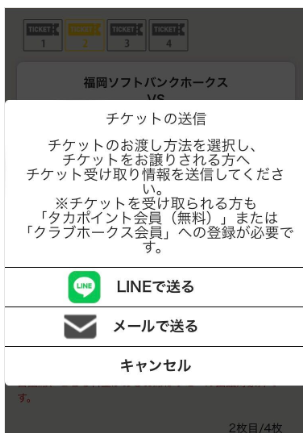 TICKET TICKET TICKET TICKET
1 2 3 4
福岡ソフトバンクホークス
VS
チケットの送信
チケットのお渡し方法を選択し、
チケットをお譲りされる方へ
チケット受け取り情報を送信してくださ
い。
※チケットを受け取られる方も
「タカポイント会員（無料）」または
「クラブホークス会員」への登録が必要で
す。
LINE LINEで送る
メールで送る
キャンセル
す。
2枚目/4枚